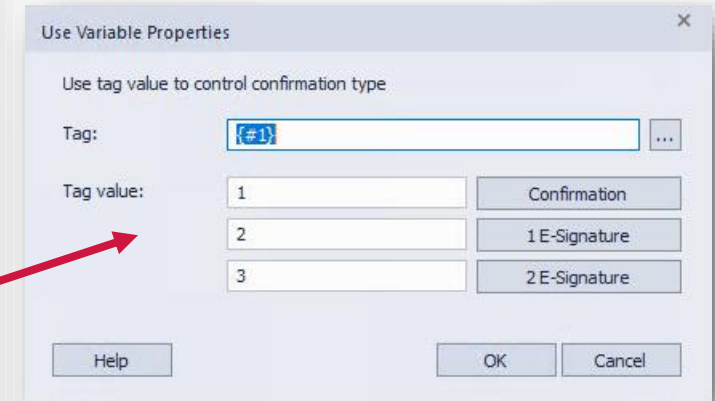 Use Variable Properties
Use tag value to control confirmation type
Tag: {#1} ...
Tag value: 1 Confirmation
2 1 E-Signature
3 2 E-Signature
Help OK Cancel